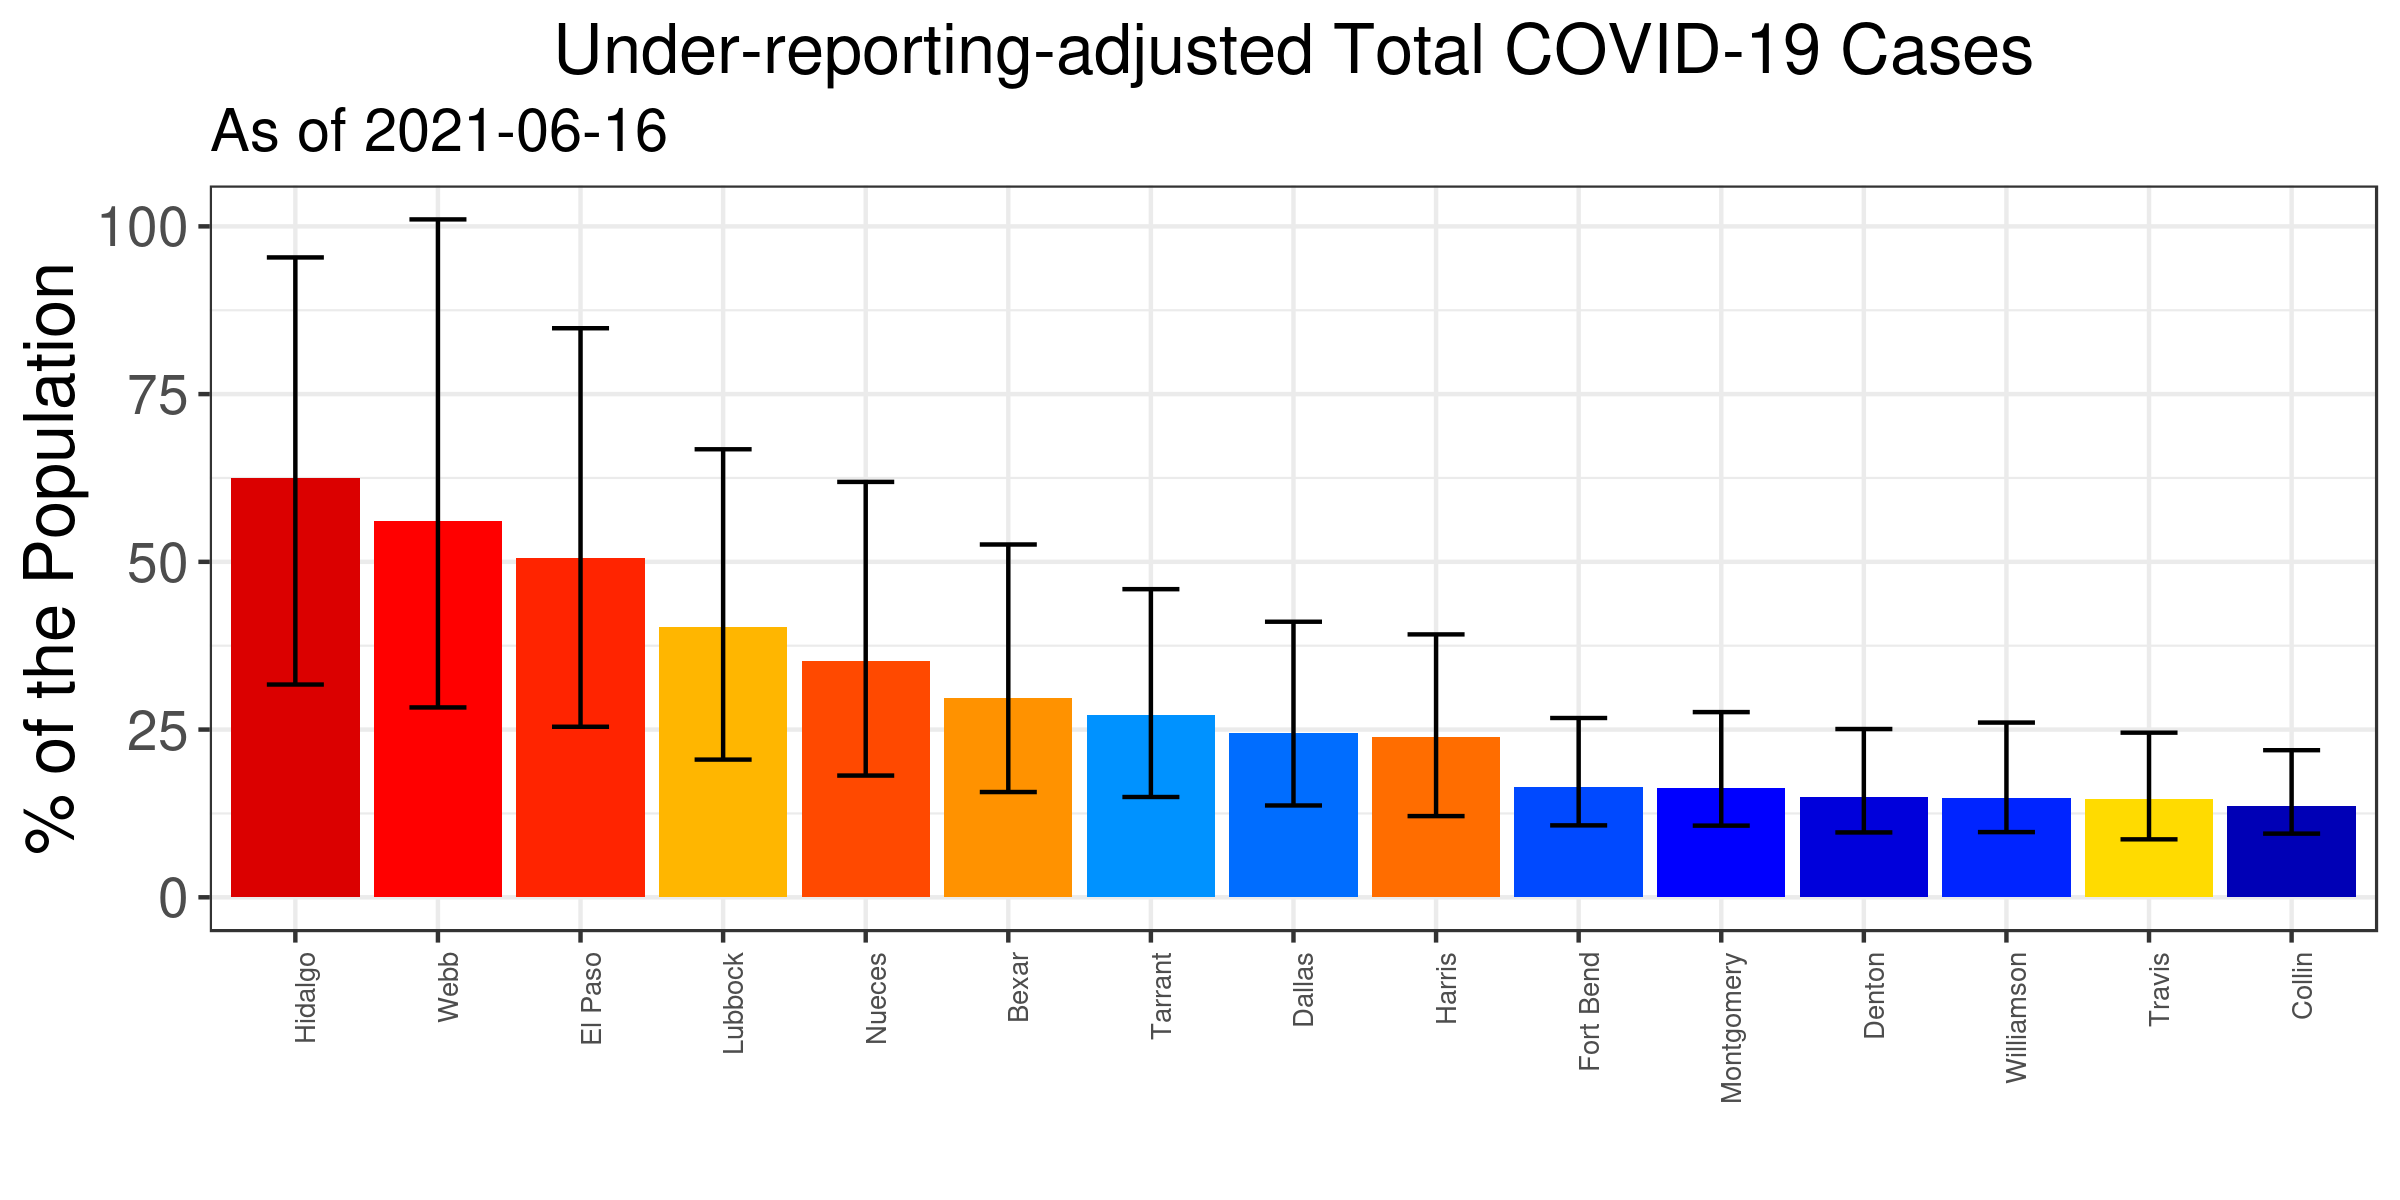 Under-reporting-adjusted Total COVID-19 Cases
As of 2021-06-16
% of the Population
100
75
50
25
0
Hidalgo
Webb
El Paso
Lubbock
Nueces
Bexar
Tarrant
Dallas
Harris
Fort Bend
Montgomery
Denton
Williamson
Travis
Collin